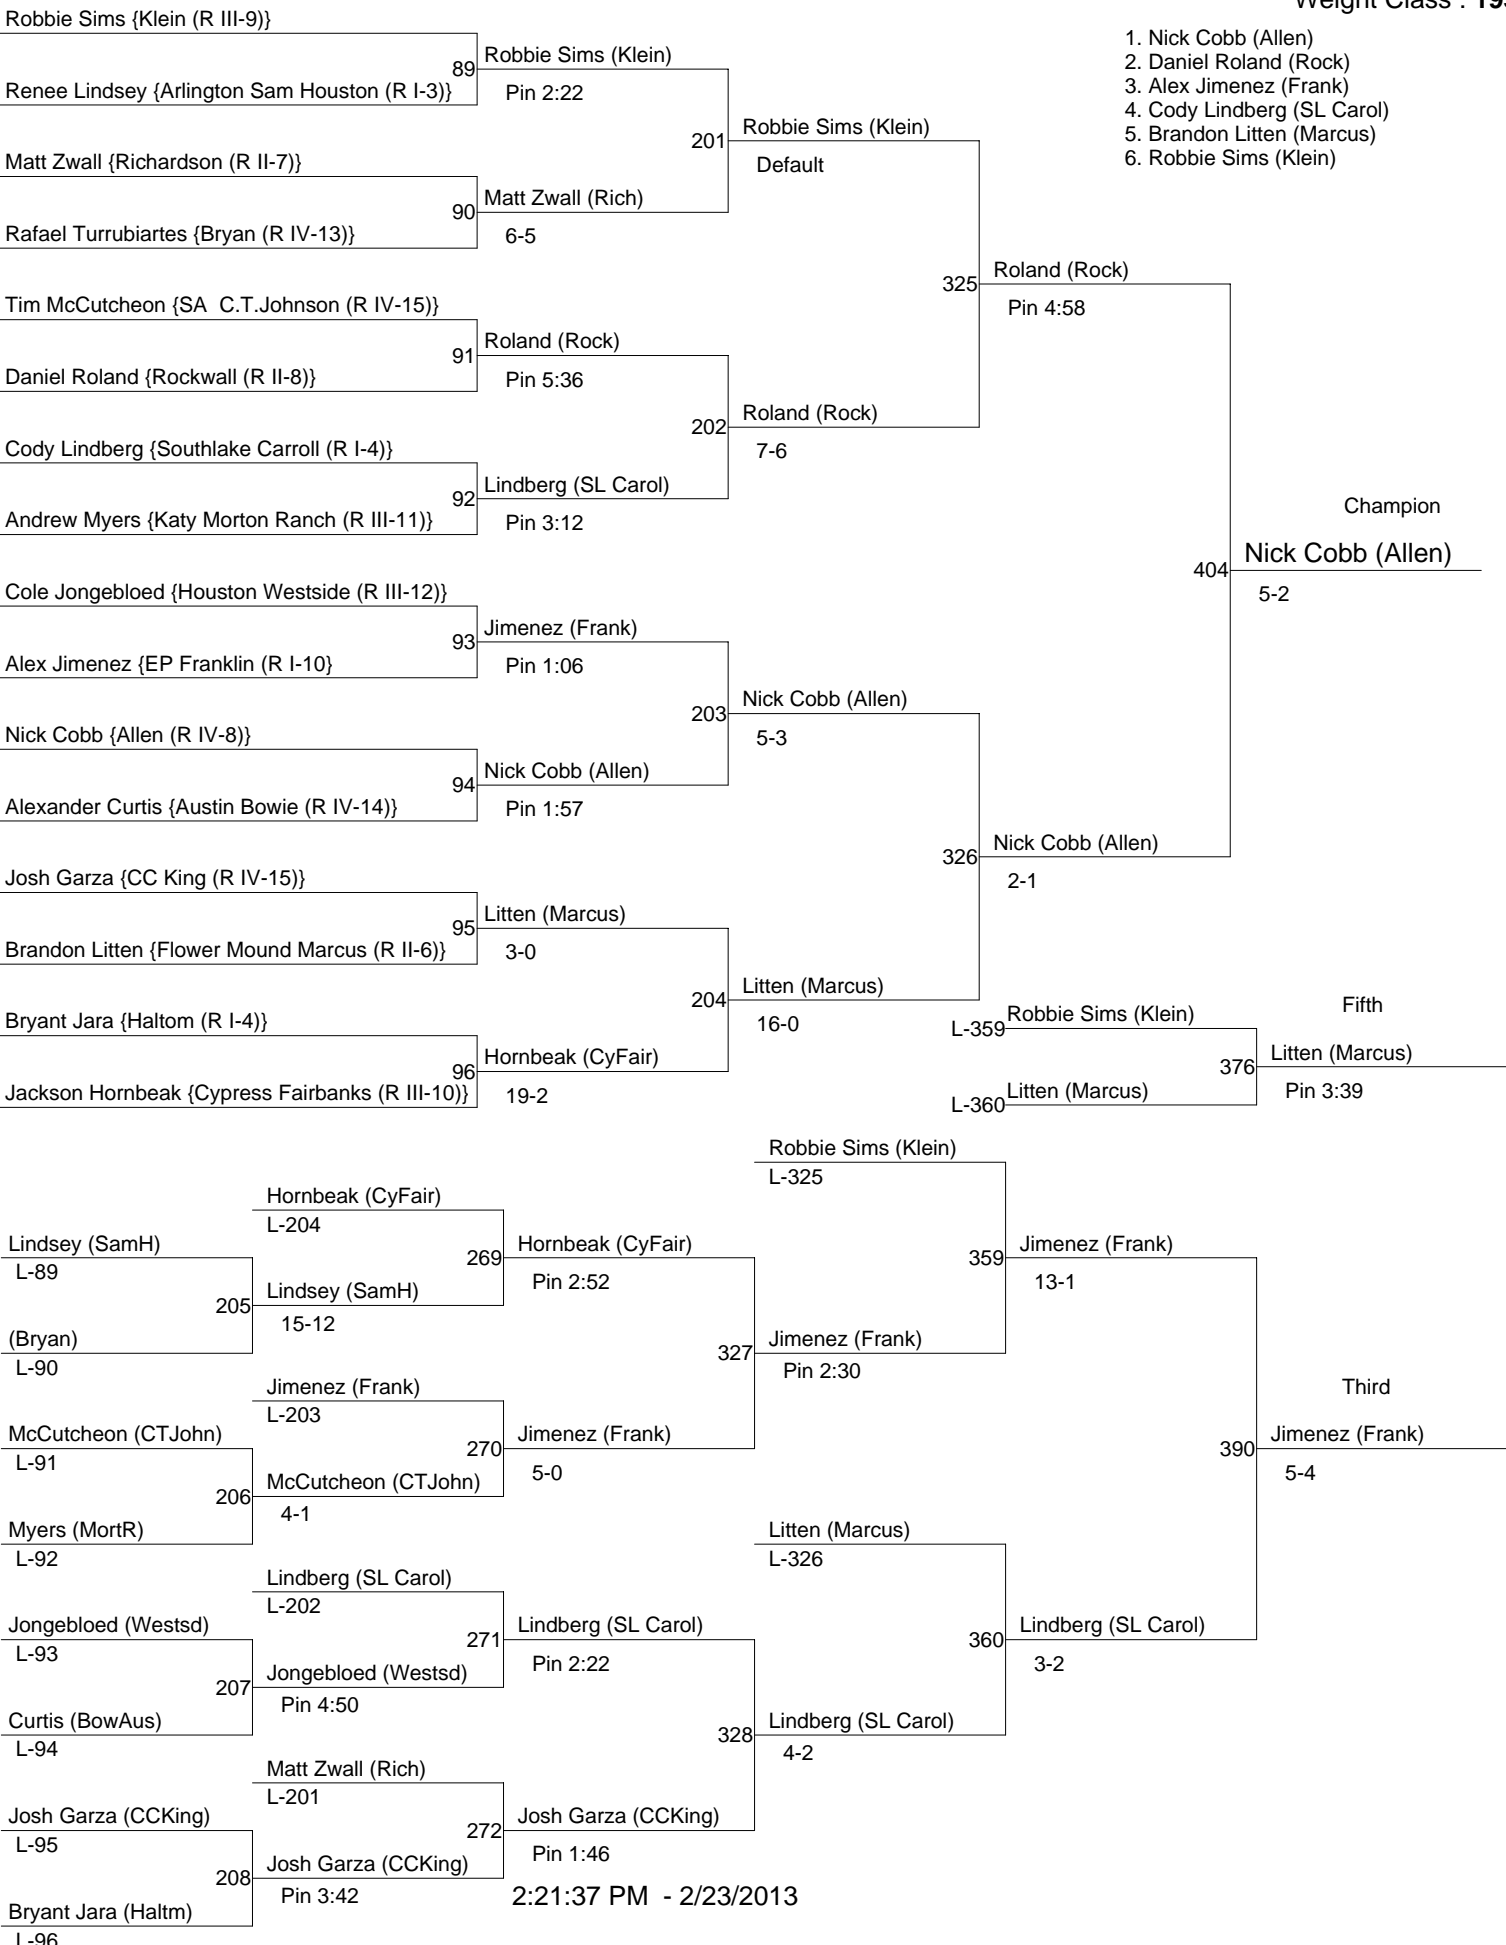 Weight Class :
1. Nick Cobb (Allen)
2. Daniel Roland (Rock)
3. Alex Jimenez (Frank)
4. Cody Lindberg (SL Carol)
5. Brandon Litten (Marcus)
6. Robbie Sims (Klein)
Robbie Sims {Klein (R III-9)}
89
Renee Lindsey {Arlington Sam Houston (R I-3)}
Robbie Sims (Klein)
Pin 2:22
201
Robbie Sims (Klein)
Default
Matt Zwall {Richardson (R II-7)}
90
Rafael Turrubiartes {Bryan (R IV-13)}
Matt Zwall (Rich)
6-5
325
Roland (Rock)
Pin 4:58
Tim McCutcheon {SA  C.T.Johnson (R IV-15)}
91
Daniel Roland {Rockwall (R II-8)}
Roland (Rock)
Pin 5:36
202
Roland (Rock)
7-6
Cody Lindberg {Southlake Carroll (R I-4)}
92
Andrew Myers {Katy Morton Ranch (R III-11)}
Lindberg (SL Carol)
Pin 3:12
Champion
404
Nick Cobb (Allen)
5-2
Cole Jongebloed {Houston Westside (R III-12)}
93
Alex Jimenez {EP Franklin (R I-10}
Jimenez (Frank)
Pin 1:06
203
Nick Cobb (Allen)
5-3
Nick Cobb {Allen (R IV-8)}
94
Alexander Curtis {Austin Bowie (R IV-14)}
Nick Cobb (Allen)
Pin 1:57
326
Nick Cobb (Allen)
2-1
Josh Garza {CC King (R IV-15)}
95
Brandon Litten {Flower Mound Marcus (R II-6)}
Litten (Marcus)
3-0
204
Litten (Marcus)
16-0
Bryant Jara {Haltom (R I-4)}
96
Jackson Hornbeak {Cypress Fairbanks (R III-10)}
Hornbeak (CyFair)
19-2
Fifth
L-359
Robbie Sims (Klein)
376
Litten (Marcus)
Pin 3:39
L-360
Litten (Marcus)
Robbie Sims (Klein)
L-325
Hornbeak (CyFair)
L-204
Lindsey (SamH)
L-89
205
(Bryan)
L-90
Lindsey (SamH)
15-12
269
Hornbeak (CyFair)
Pin 2:52
359
Jimenez (Frank)
13-1
327
Jimenez (Frank)
Pin 2:30
Jimenez (Frank)
L-203
McCutcheon (CTJohn)
L-91
206
Myers (MortR)
L-92
McCutcheon (CTJohn)
4-1
270
Jimenez (Frank)
5-0
Third
390
Jimenez (Frank)
5-4
Litten (Marcus)
L-326
Lindberg (SL Carol)
L-202
Jongebloed (Westsd)
L-93
207
Curtis (BowAus)
L-94
Jongebloed (Westsd)
Pin 4:50
271
Lindberg (SL Carol)
Pin 2:22
360
Lindberg (SL Carol)
3-2
328
Lindberg (SL Carol)
4-2
Matt Zwall (Rich)
L-201
Josh Garza (CCKing)
L-95
208
Bryant Jara (Haltm)
L-96
Josh Garza (CCKing)
Pin 3:42
272
Josh Garza (CCKing)
Pin 1:46
2:21:37 PM  - 2/23/2013